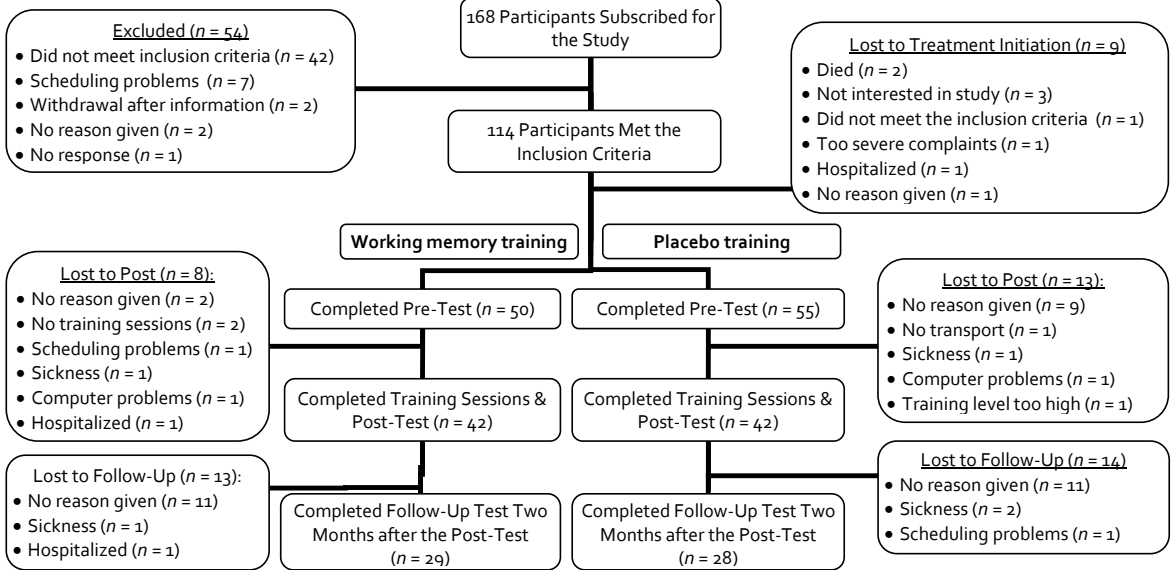 168 Participants Subscribed for
the Study
Excluded (n = 54)
• Did not meet inclusion criteria (n = 42)
• Scheduling problems (n = 7)
• Withdrawal after information (n = 2)
• No reason given (n = 2)
• No response (n = 1)
Lost to Treatment Initiation (n = 9)
• Died (n = 2)
• Not interested in study (n = 3)
• Did not meet the inclusion criteria (n = 1)
• Too severe complaints (n = 1)
• Hospitalized (n = 1)
• No reason given (n = 1)
114 Participants Met the
Inclusion Criteria
Working memory training
Placebo training
Lost to Post (n = 8):
• No reason given (n = 2)
• No training sessions (n = 2)
• Scheduling problems (n = 1)
• Sickness (n = 1)
• Computer problems (n = 1)
• Hospitalized (n = 1)
Completed Pre-Test (n = 50)
Completed Pre-Test (n = 55)
Lost to Post (n = 13):
• No reason given (n = 9)
• No transport (n = 1)
• Sickness (n = 1)
• Computer problems (n = 1)
• Training level too high (n = 1)
Completed Training Sessions &
Post-Test (n = 42)
Completed Training Sessions &
Post-Test (n = 42)
Lost to Follow-Up (n = 13):
• No reason given (n = 11)
• Sickness (n = 1)
• Hospitalized (n = 1)
Completed Follow-Up Test Two
Months after the Post-Test
(n = 29)
Completed Follow-Up Test Two
Months after the Post-Test
(n = 28)
Lost to Follow-Up (n = 14)
• No reason given (n = 11)
• Sickness (n = 2)
• Scheduling problems (n = 1)